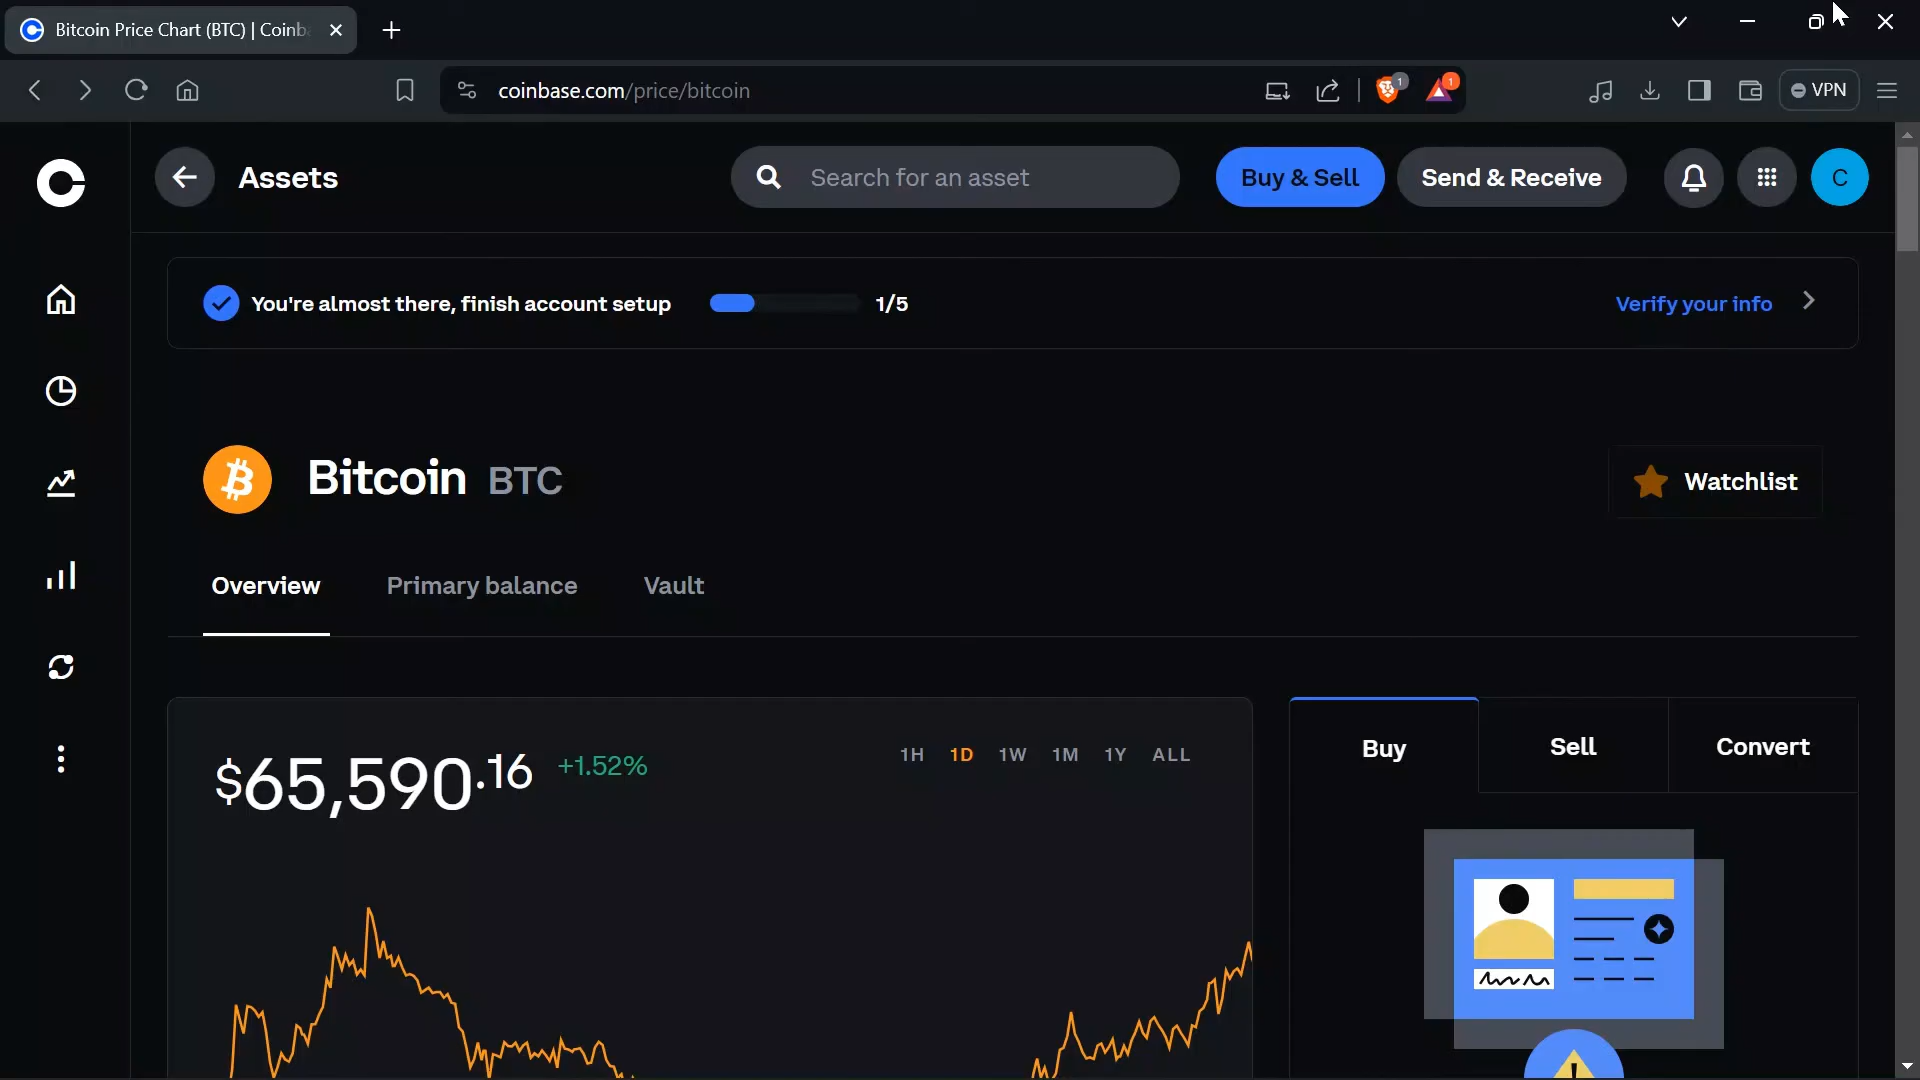 Bitcoin Price Chart (BTC) | Coinb
coinbase.com/price/bitcoin
1
1
VPN
Assets
Search for an asset
Buy & Sell
Send & Receive
C
You're almost there, finish account setup
1/5
Verify your info
Bitcoin BTC
Watchlist
Overview
Primary balance
Vault
$65,590.16 +1.52%
1H 1D 1W 1M 1Y ALL
Buy
Sell
Convert